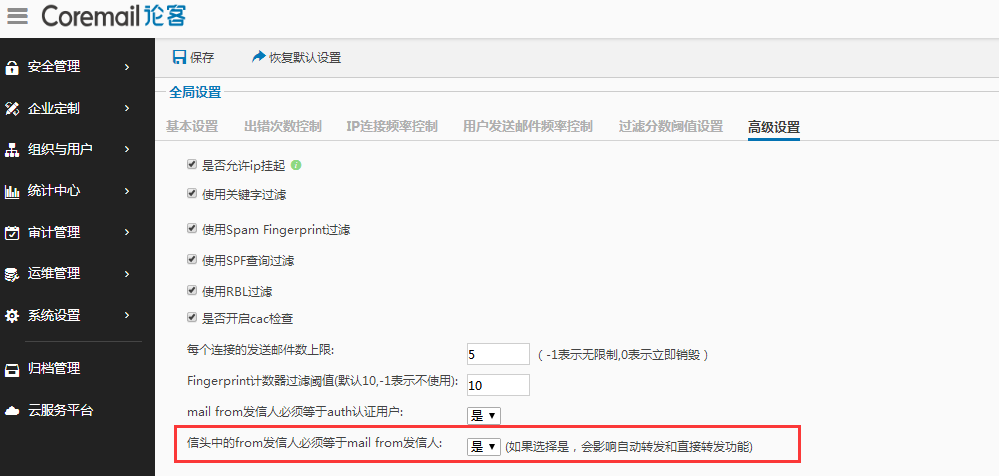 Coremail论客
保存 恢复默认设置
全局设置
基本设置 出错次数控制 IP连接频率控制 用户发送邮件频率控制 过滤分数阈值设置 高级设置
安全管理
企业定制
组织与用户
统计中心
审计管理
运维管理
系统设置
归档管理
云服务平台
是否允许ip挂起
使用关键字过滤
使用Spam Fingerprint过滤
使用SPF查询过滤
使用RBL过滤
是否开启cac检查
每个连接的发送邮件数上限: 5 (-1表示无限制,0表示立即销毁)
Fingerprint计数器过滤阈值(默认10,-1表示不使用): 10
mail from发信人必须等于auth认证用户: 是
信头中的from发信人必须等于mail from发信人: 是 (如果选择是，会影响自动转发和直接转发功能)